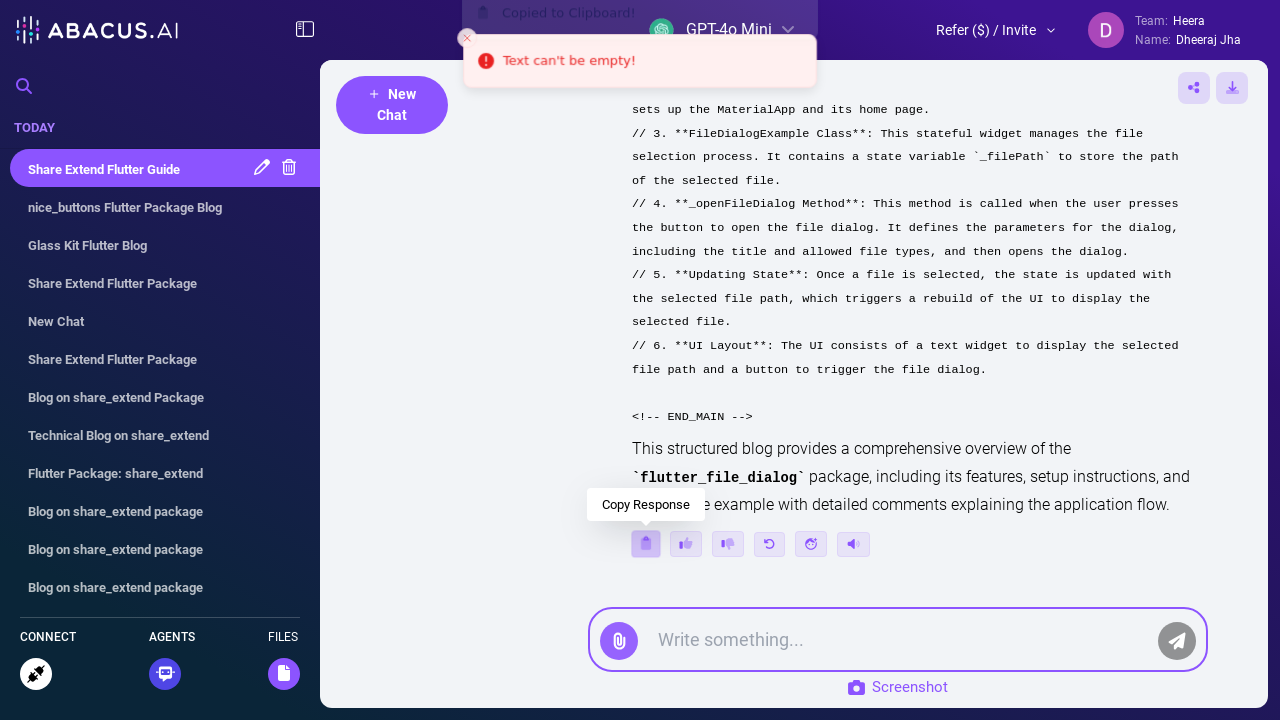 ABACUS.AI
Copied to Clipboard!
GPT-4o Mini
Text can't be empty!
Refer ($) / Invite
D
Team: Heera
Name: Dheeraj Jha
TODAY
Share Extend Flutter Guide
nice_buttons Flutter Package Blog
Glass Kit Flutter Blog
Share Extend Flutter Package
New Chat
Share Extend Flutter Package
Blog on share_extend Package
Technical Blog on share_extend
Flutter Package: share_extend
Blog on share_extend package
Blog on share_extend package
Blog on share_extend package
CONNECT
AGENTS
FILES
+ New
Chat
sets up the MaterialApp and its home page.
// 3. **FileDialogExample Class**: This stateful widget manages the file
selection process. It contains a state variable `_filePath` to store the path
of the selected file.
// 4. **_openFileDialog Method**: This method is called when the user presses
the button to open the file dialog. It defines the parameters for the dialog,
including the title and allowed file types, and then opens the dialog.
// 5. **Updating State**: Once a file is selected, the state is updated with
the selected file path, which triggers a rebuild of the UI to display the
selected file.
// 6. **UI Layout**: The UI consists of a text widget to display the selected
file path and a button to trigger the file dialog.
<!-- END_MAIN -->
This structured blog provides a comprehensive overview of the
`flutter_file_dialog` package, including its features, setup instructions, and
example with detailed comments explaining the application flow.
Copy Response
Write something...
Screenshot